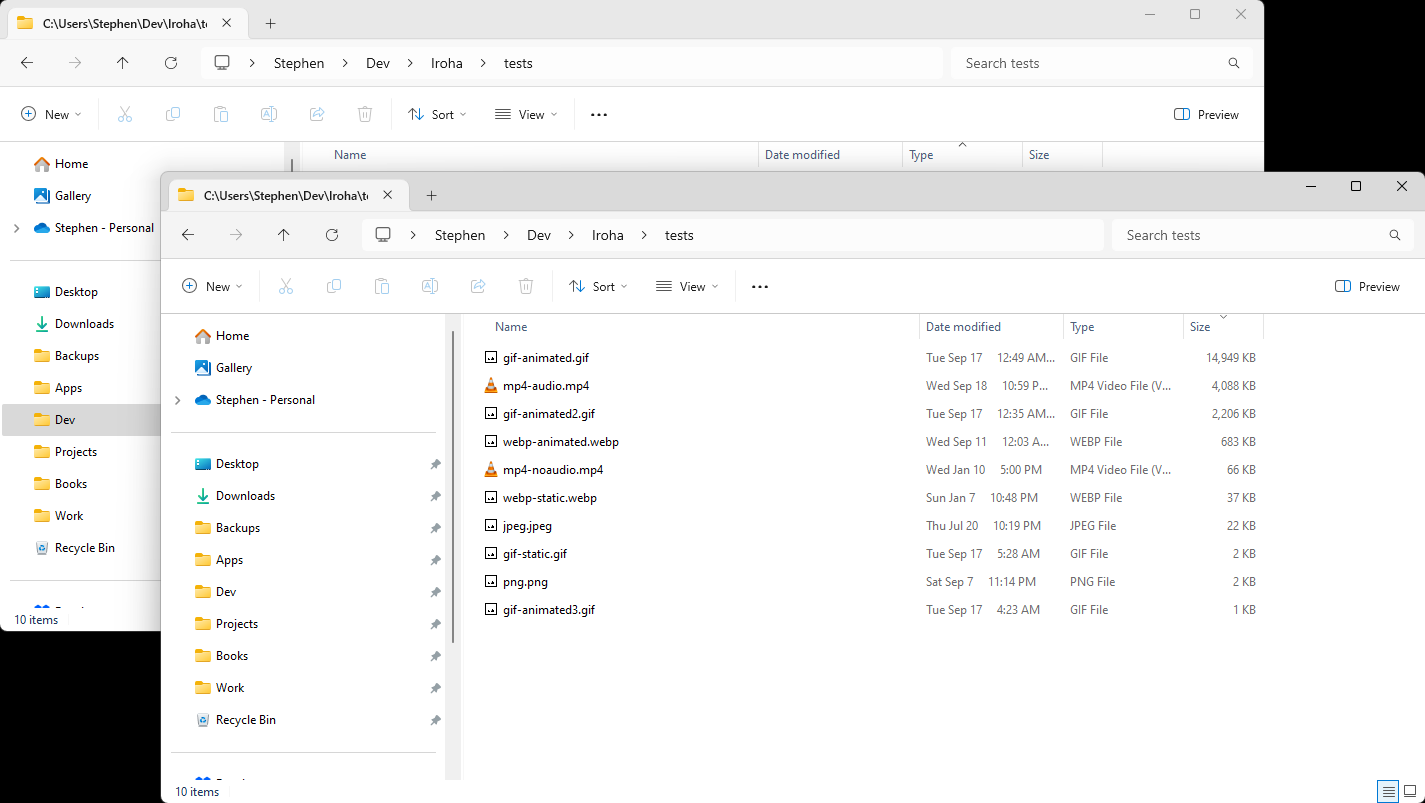 C:\Users\Stephen\Dev\Iroha\te
Stephen Dev Iroha tests
Search tests
New
Sort
View
Preview
Home
Gallery
Stephen - Personal
Desktop
Downloads
Backups
Apps
Dev
Projects
Books
Work
Recycle Bin
10 items
Name Date modified Type Size
C:\Users\Stephen\Dev\Iroha\te
Stephen Dev Iroha tests
Search tests
New
Sort
View
Preview
Home
Gallery
Stephen - Personal
Desktop
Downloads
Backups
Apps
Dev
Projects
Books
Work
Recycle Bin
10 items
Name Date modified Type Size
gif-animated.gif Tue Sep 17 12:49 AM... GIF File 14,949 KB
mp4-audio.mp4 Wed Sep 18 10:59 P... MP4 Video File (V... 4,088 KB
gif-animated2.gif Tue Sep 17 12:35 AM... GIF File 2,206 KB
webp-animated.webp Wed Sep 11 12:03 A... WEBP File 683 KB
mp4-noaudio.mp4 Wed Jan 10 5:00 PM MP4 Video File (V... 66 KB
webp-static.webp Sun Jan 7 10:48 PM WEBP File 37 KB
jpeg.jpeg Thu Jul 20 10:19 PM JPEG File 22 KB
gif-static.gif Tue Sep 17 5:28 AM GIF File 2 KB
png.png Sat Sep 7 11:14 PM PNG File 2 KB
gif-animated3.gif Tue Sep 17 4:23 AM GIF File 1 KB